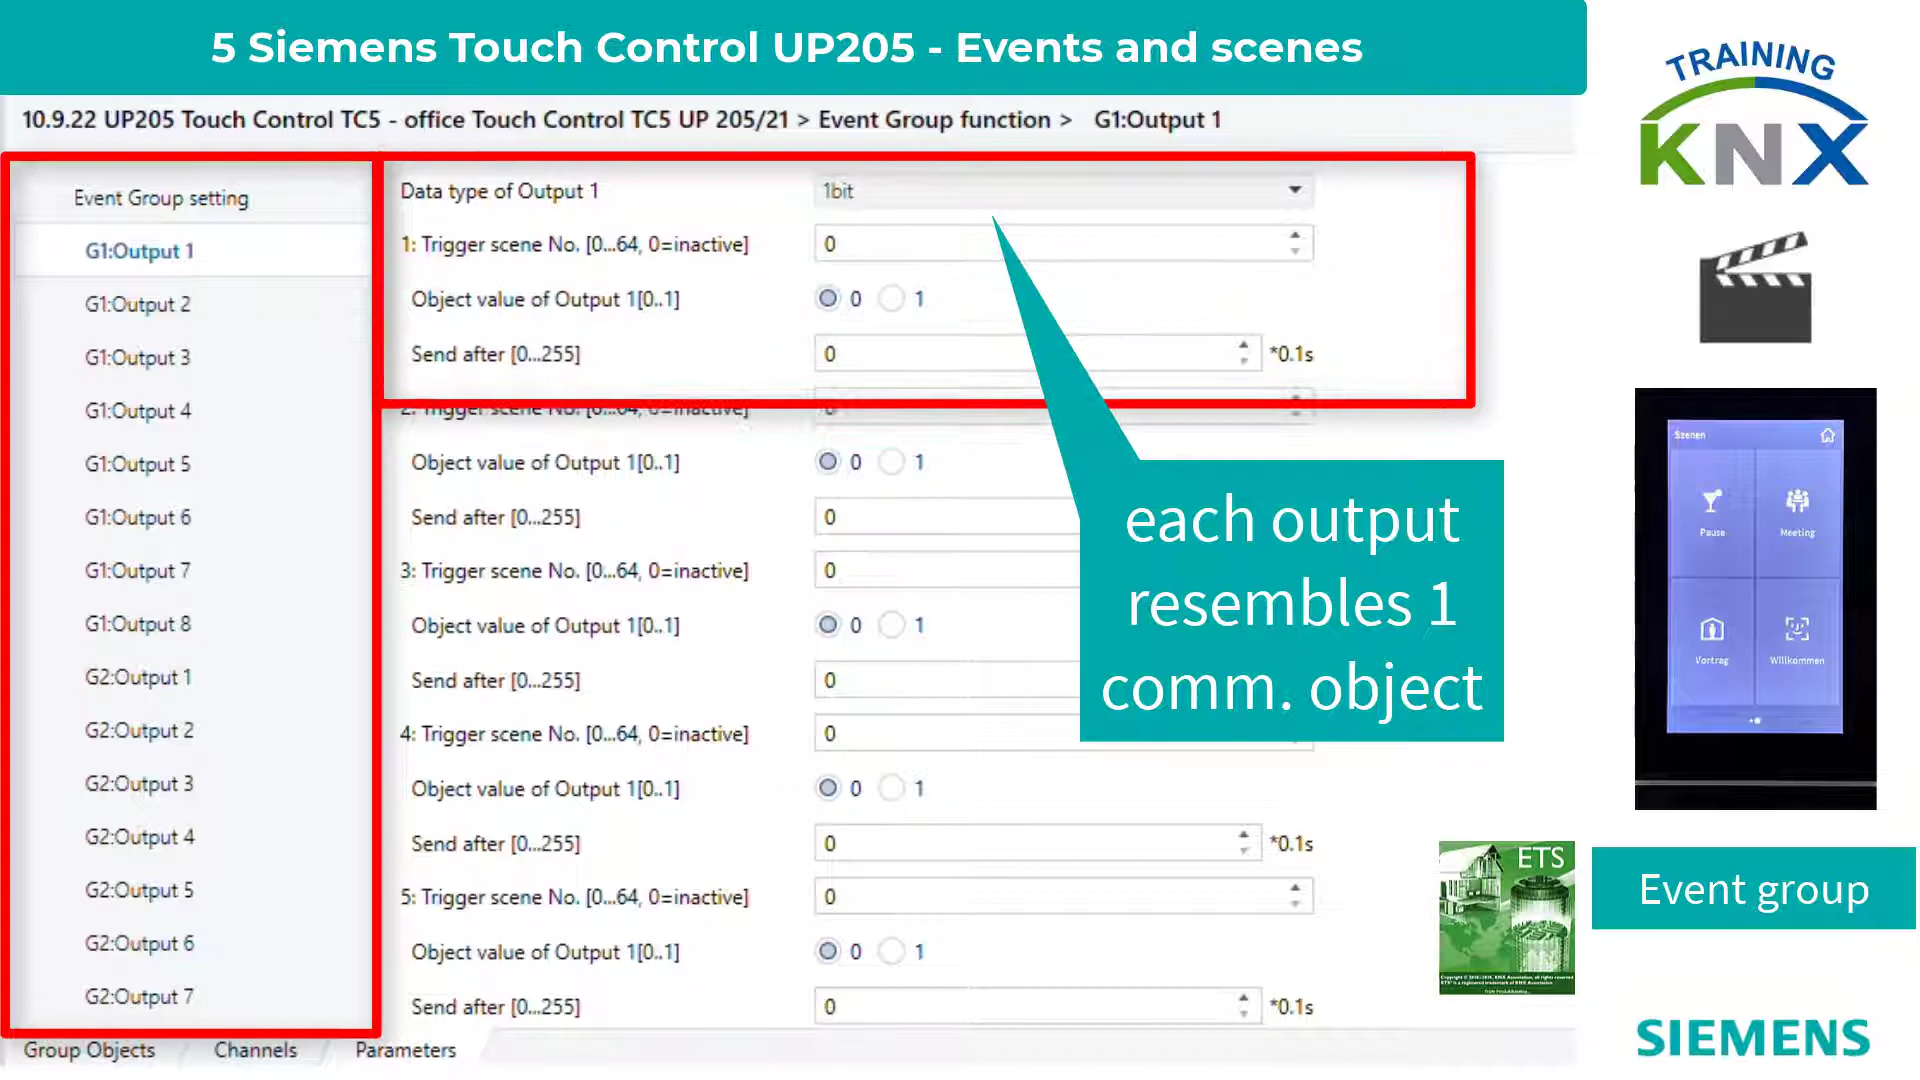 5 Siemens Touch Control UP205 - Events and scenes
10.9.22 UP205 Touch Control TC5 - office Touch Control TC5 UP 205/21 > Event Group function > G1:Output 1
Event Group setting
G1:Output 1
G1:Output 2
G1:Output 3
G1:Output 4
G1:Output 5
G1:Output 6
G1:Output 7
G1:Output 8
G2:Output 1
G2:Output 2
G2:Output 3
G2:Output 4
G2:Output 5
G2:Output 6
G2:Output 7
Data type of Output 1 1bit
1: Trigger scene No. [0...64, 0=inactive] 0
Object value of Output 1[0..1] 0 1
Send after [0...255] 0 *0.1s
2: Trigger scene No. [0...64, 0=inactive] 0
Object value of Output 1[0..1] 0 1
Send after [0...255] 0
3: Trigger scene No. [0...64, 0=inactive] 0
Object value of Output 1[0..1] 0 1
Send after [0...255] 0
4: Trigger scene No. [0...64, 0=inactive] 0
Object value of Output 1[0..1] 0 1
Send after [0...255] 0 *0.1s
5: Trigger scene No. [0...64, 0=inactive] 0
Object value of Output 1[0..1] 0 1
Send after [0...255] 0 *0.1s
each output
resembles 1
comm. object
Group Objects Channels Parameters
TRAINING
KNX
Szenen
Pause Meeting
Vortrag Willkommen
ETS
Event group
SIEMENS